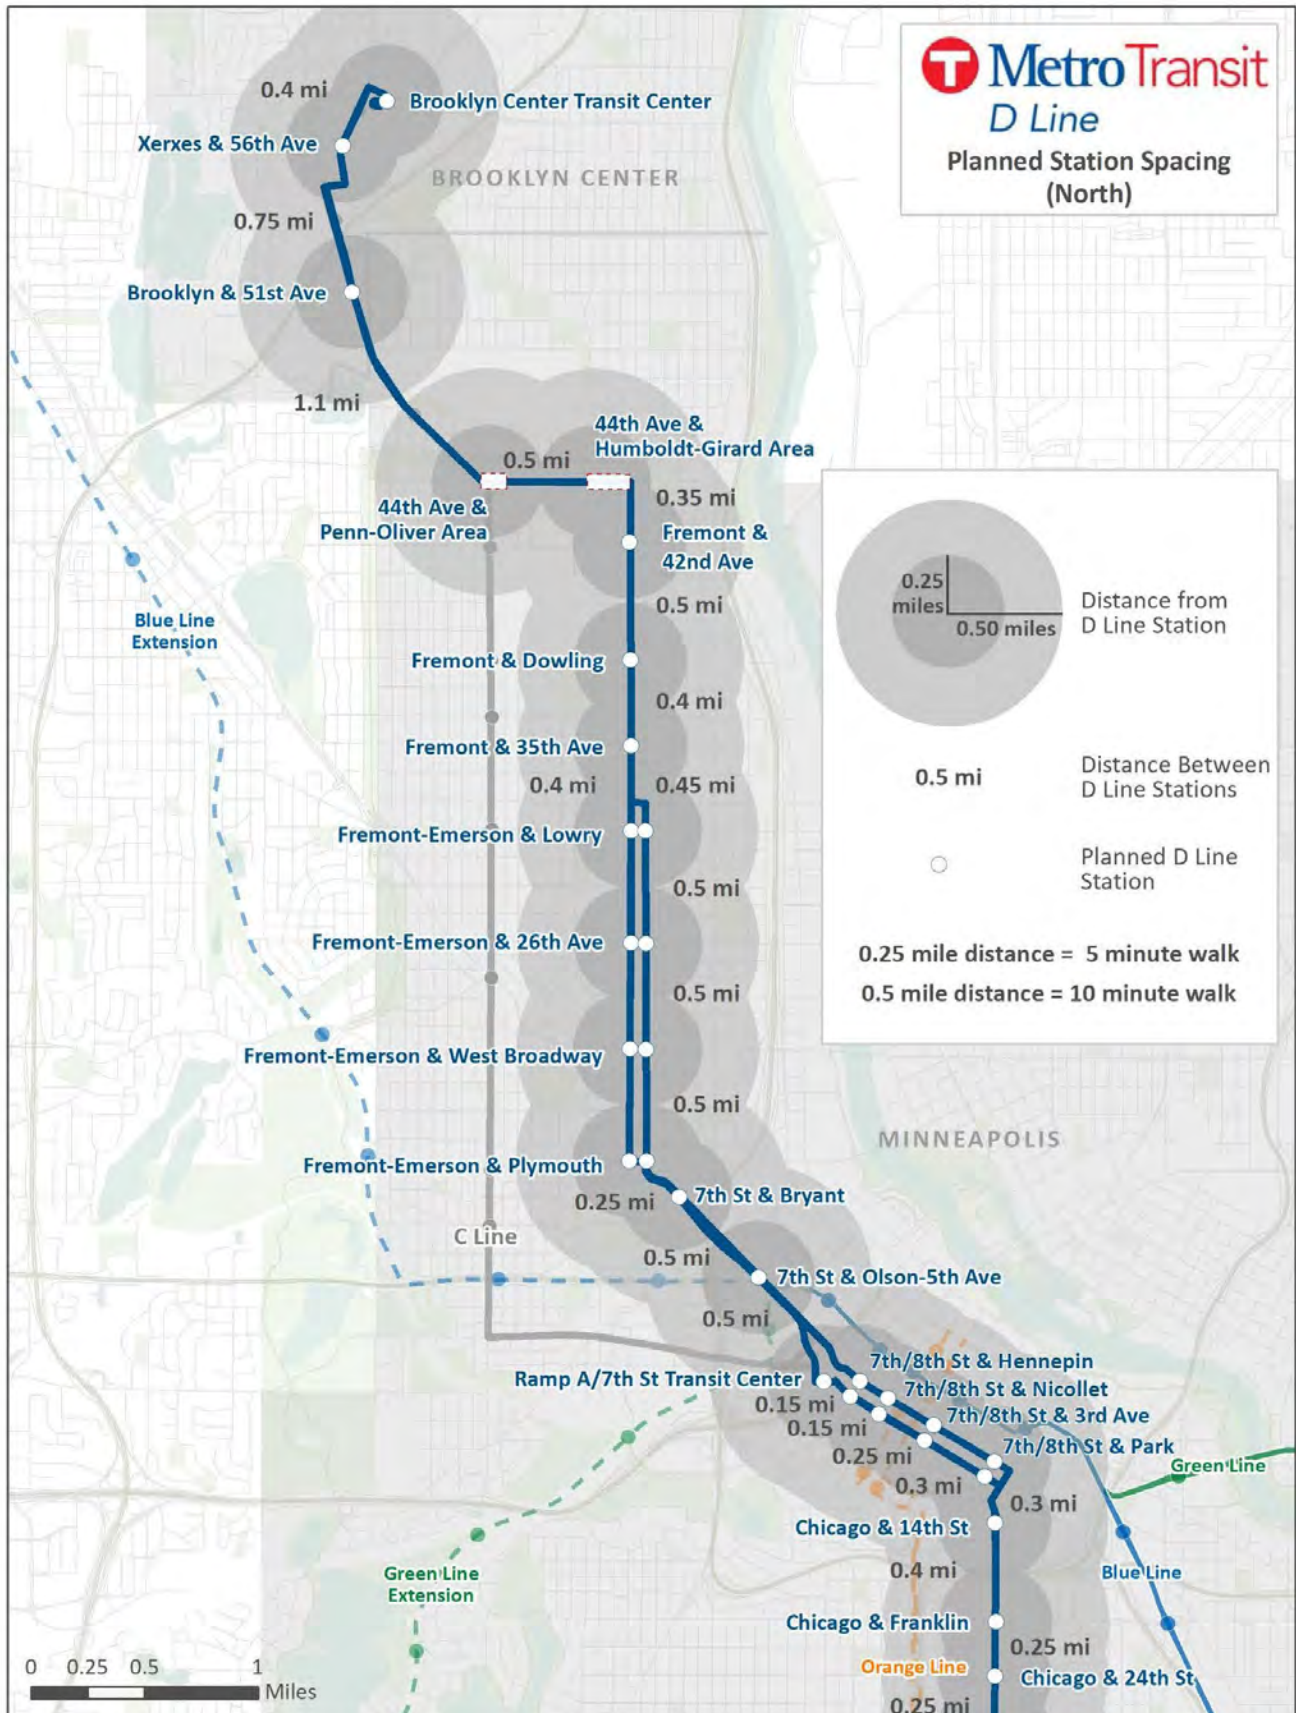 T MetroTransit
D Line
Planned Station Spacing
(North)
0.4 mi
Brooklyn Center Transit Center
Xerxes & 56th Ave
BROOKLYN CENTER
0.75 mi
Brooklyn & 51st Ave
1.1 mi
44th Ave &
Humboldt-Girard Area
0.5 mi
0.35 mi
44th Ave &
Penn-Oliver Area
Fremont &
42nd Ave
0.25
miles
0.50 miles
Distance from
D Line Station
0.5 mi
Blue Line
Extension
Fremont & Dowling
0.4 mi
Fremont & 35th Ave
0.4 mi
0.45 mi
0.5 mi
Distance Between
D Line Stations
Fremont-Emerson & Lowry
Planned D Line
Station
0.5 mi
Fremont-Emerson & 26th Ave
0.25 mile distance = 5 minute walk
0.5 mile distance = 10 minute walk
0.5 mi
Fremont-Emerson & West Broadway
0.5 mi
MINNEAPOLIS
Fremont-Emerson & Plymouth
0.25 mi
7th St & Bryant
C Line
0.5 mi
7th St & Olson-5th Ave
0.5 mi
7th/8th St & Hennepin
Ramp A/7th St Transit Center
7th/8th St & Nicollet
0.15 mi
7th/8th St & 3rd Ave
0.15 mi
7th/8th St & Park
0.25 mi
Green Line
0.3 mi
0.3 mi
Chicago & 14th St
0.4 mi
Blue Line
Green Line
Extension
Chicago & Franklin
0.25 mi
Orange Line
Chicago & 24th St
0.25 mi
0 0.25 0.5 1
Miles